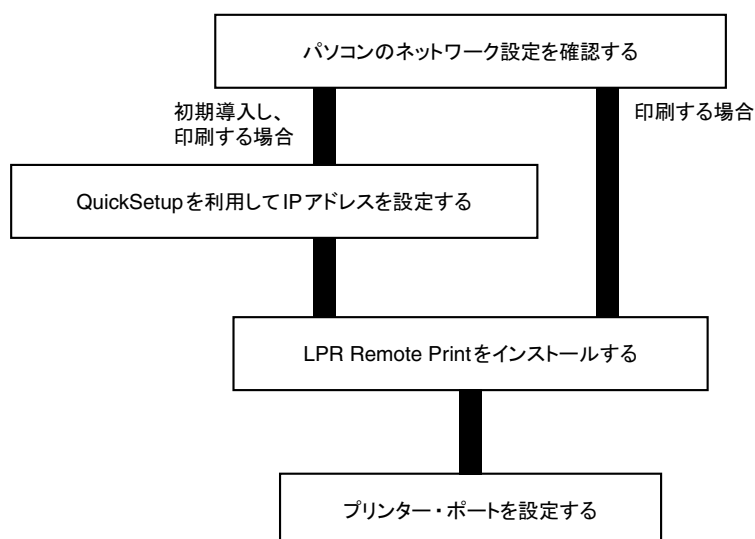 パソコンのネットワーク設定を確認する
初期導入し、
印刷する場合
印刷する場合
QuickSetupを利用してIPアドレスを設定する
LPR Remote Printをインストールする
プリンター・ポートを設定する